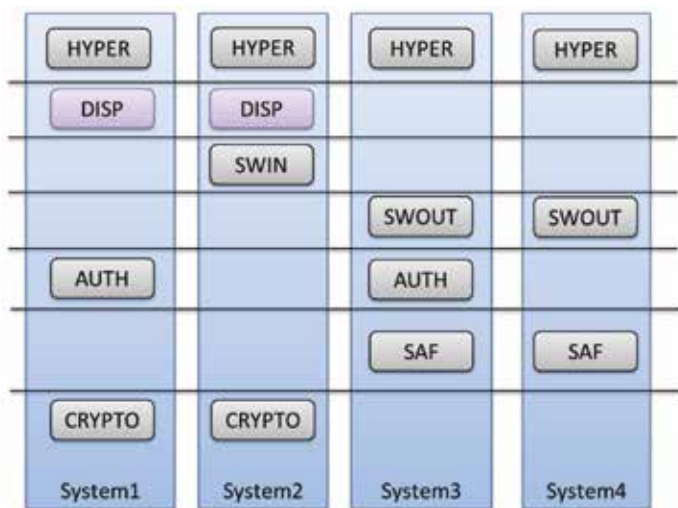 HYPER HYPER HYPER HYPER
DISP DISP
SWIN
SWOUT SWOUT
AUTH AUTH
SAF SAF
CRYPTO CRYPTO
System1 System2 System3 System4